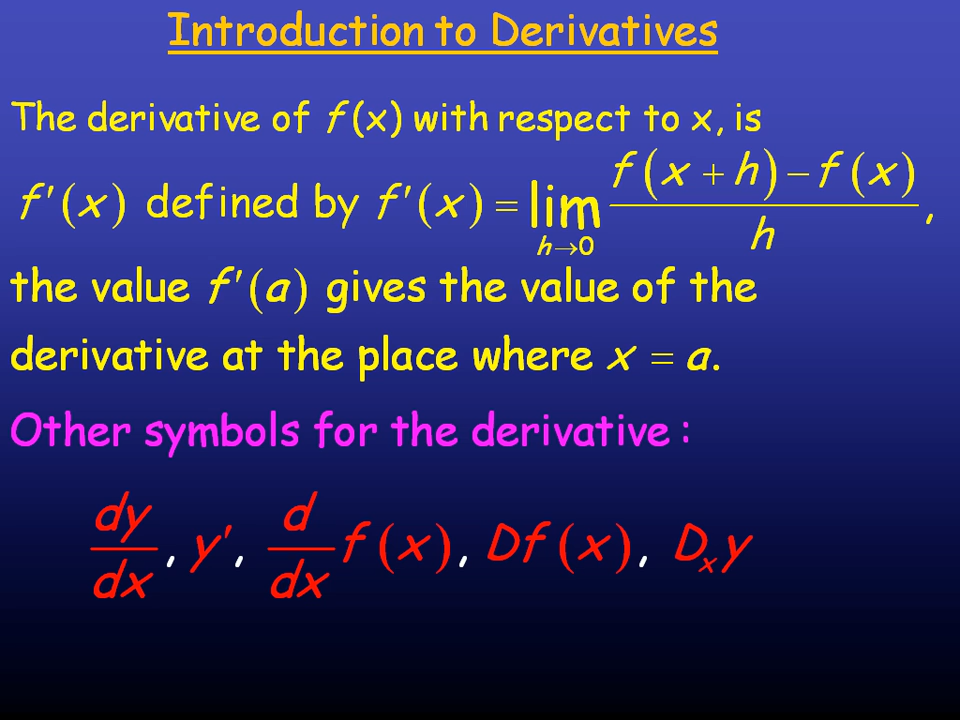 Introduction to Derivatives
The derivative of f(x) with respect to x, is
f′(x) defined by f′(x) = lim h→0 f(x + h) − f(x) / h,
the value f′(a) gives the value of the
derivative at the place where x = a.
Other symbols for the derivative:
dy/dx, y′, d/dx f(x), Df(x), Dₓy